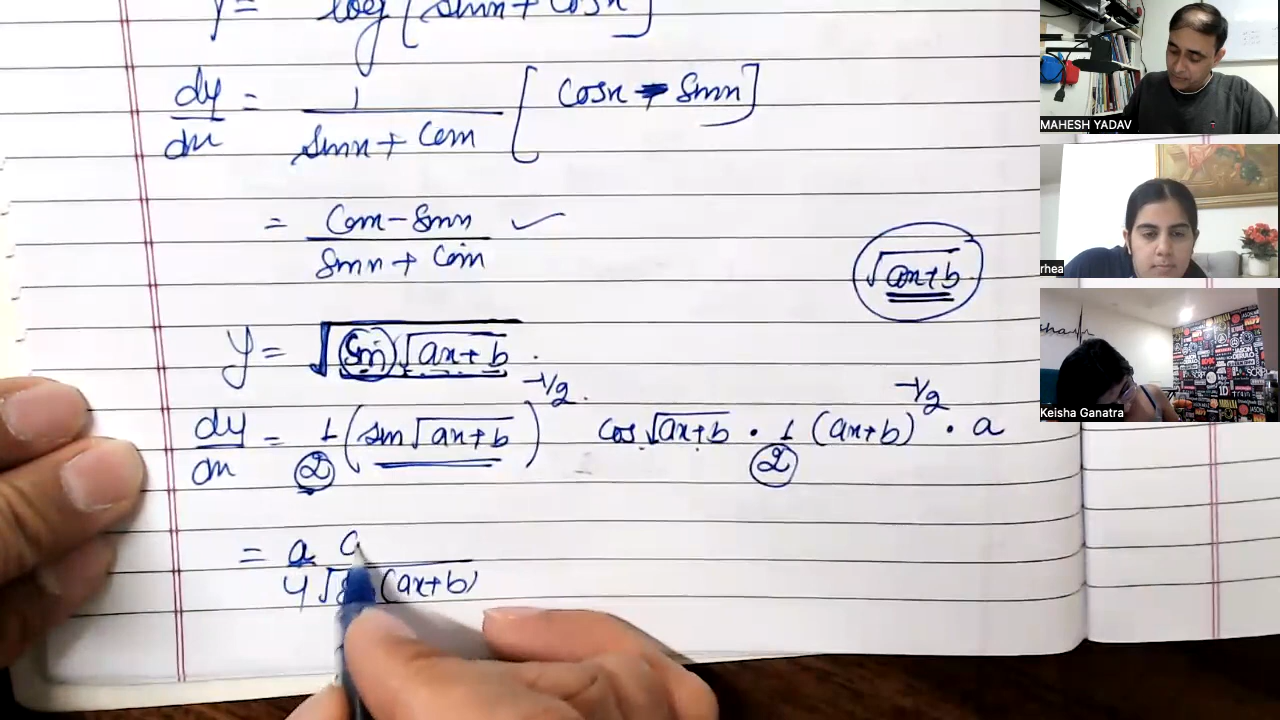 y = log [sinx + cosx]
dy/dx = 1/(sinx + cosx) [cosx - sinx]
= (cosx - sinx)/(sinx + cosx) ✓
√(ax+b)
y = √(sin √(ax+b)) .
dy/dx = 1/2 (sin √(ax+b))^(-1/2) . cos √(ax+b) . 1/2 (ax+b)^(-1/2) . a
= a c
4 √ (ax+b)
MAHESH YADAV
rhea
Keisha Ganatra